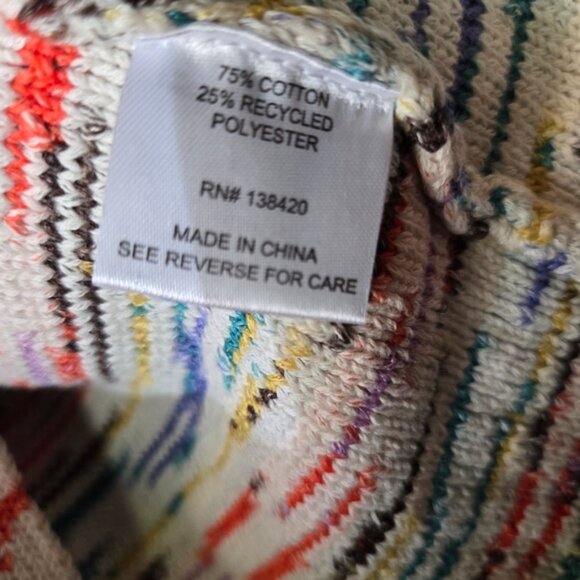 75% COTTON
25% RECYCLED
POLYESTER
RN# 138420
MADE IN CHINA
SEE REVERSE FOR CARE